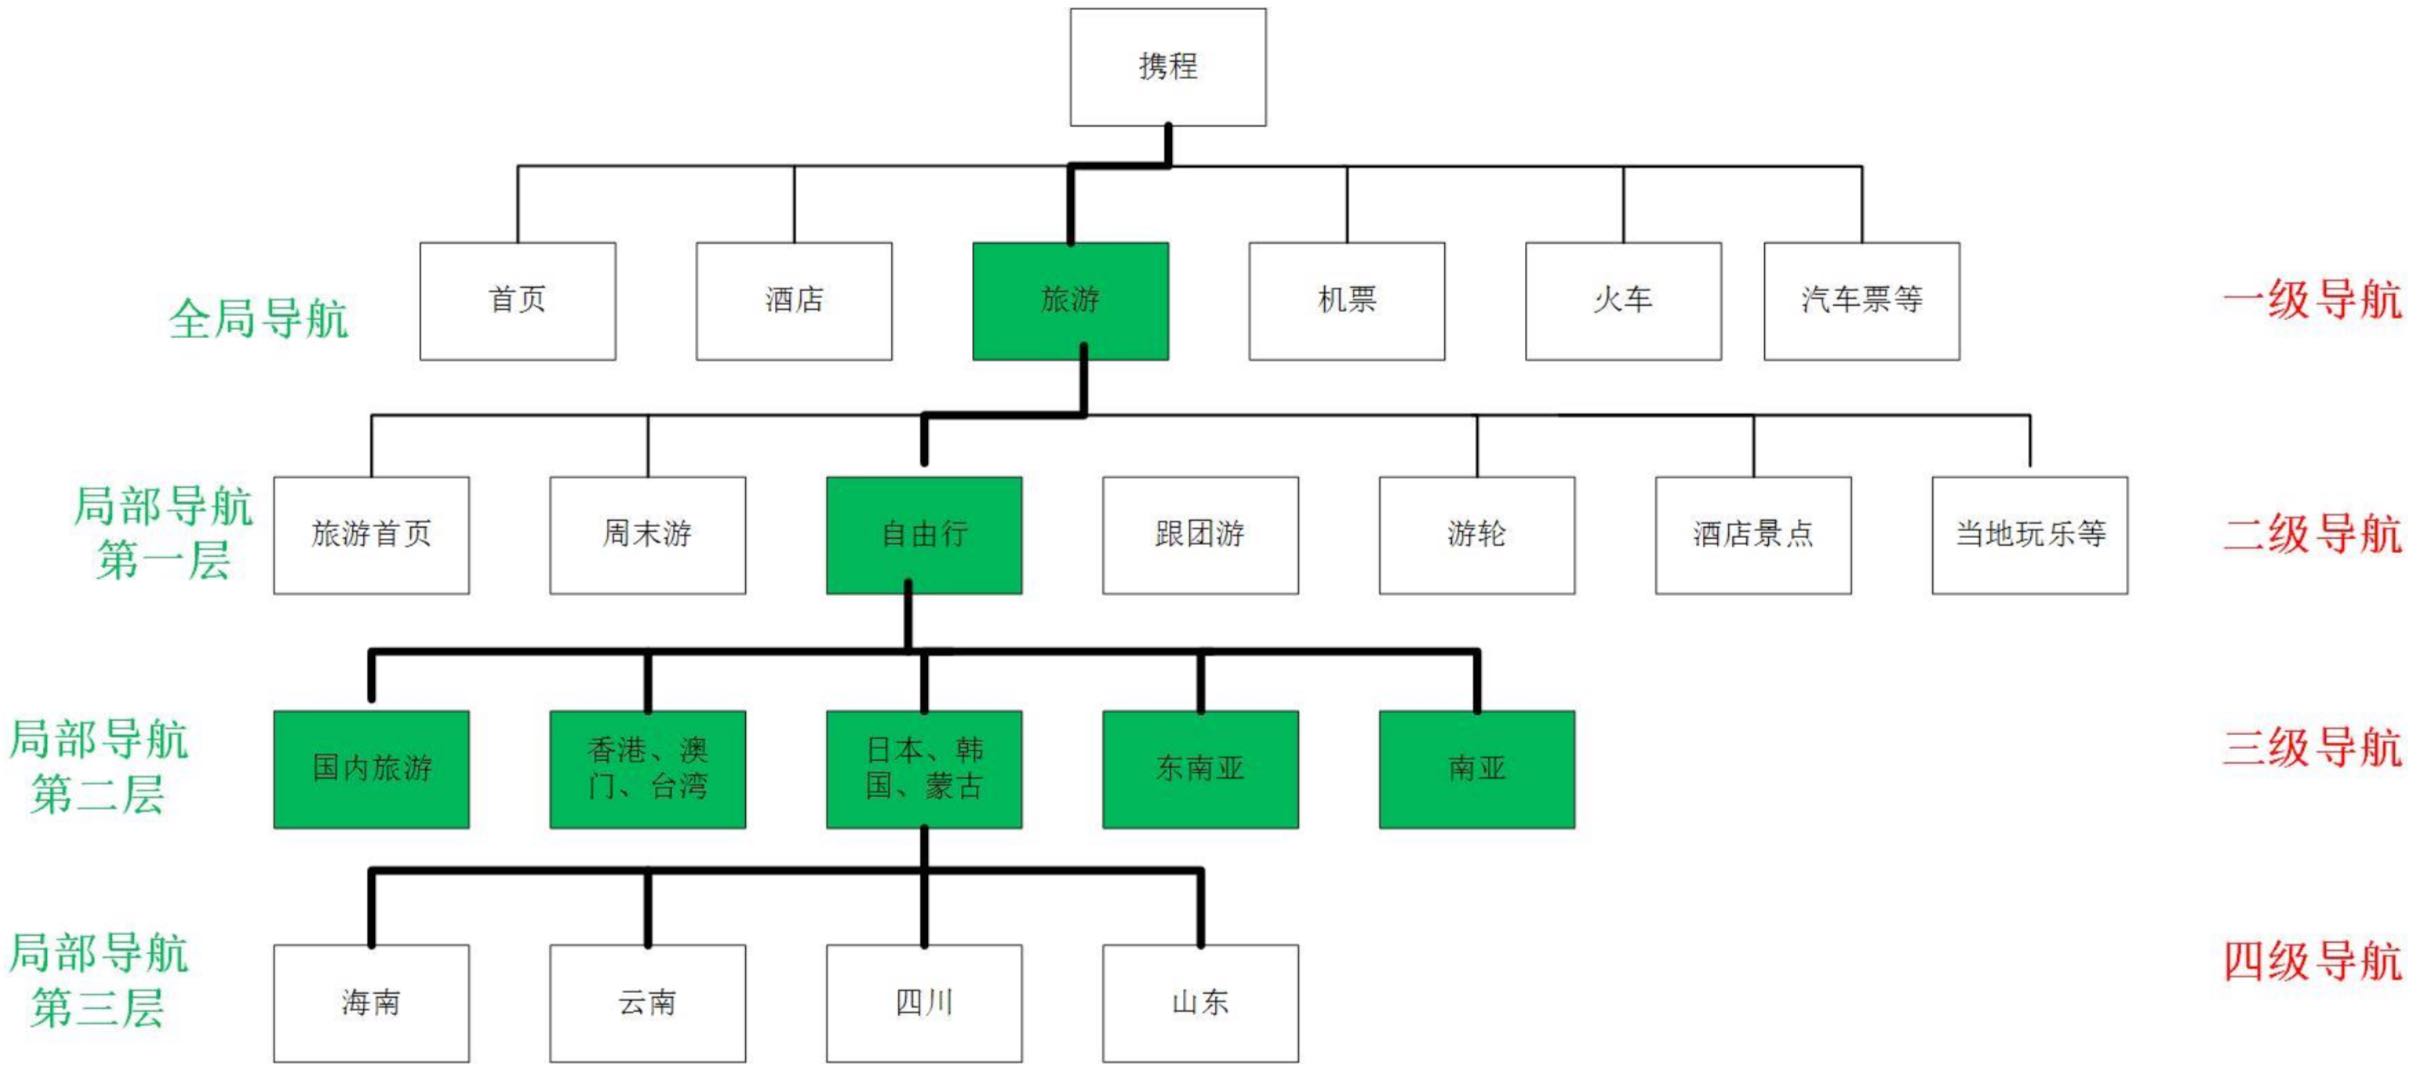 携程
全局导航
首页
酒店
旅游
机票
火车
汽车票等
一级导航
局部导航
第一层
旅游首页
周末游
自由行
跟团游
游轮
酒店景点
当地玩乐等
二级导航
局部导航
第二层
国内旅游
香港、澳
门、台湾
日本、韩
国、蒙古
东南亚
南亚
三级导航
局部导航
第三层
海南
云南
四川
山东
四级导航